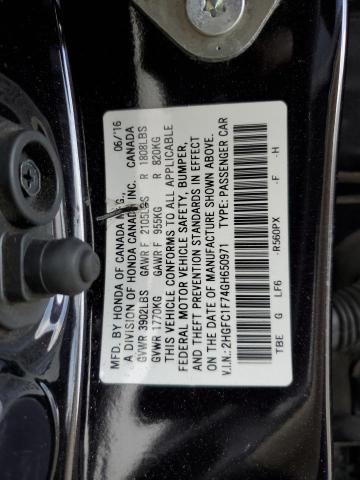 MFD. BY HONDA OF CANADA MFG., 06/'16
A DIVISION OF HONDA CANADA INC. CANADA
GVWR 3902LBS GAWR F 2105LBS R 1808LBS
GVWR 1770KG GAWR F 955KG R 820KG
THIS VEHICLE CONFORMS TO ALL APPLICABLE
FEDERAL MOTOR VEHICLE SAFETY, BUMPER,
AND THEFT PREVENTION STANDARDS IN EFFECT
ON THE DATE OF MANUFACTURE SHOWN ABOVE.
V.I.N.: 2HGFC1F74GH650971 TYPE: PASSENGER CAR
TBE G LF6 -R560PX -F -H